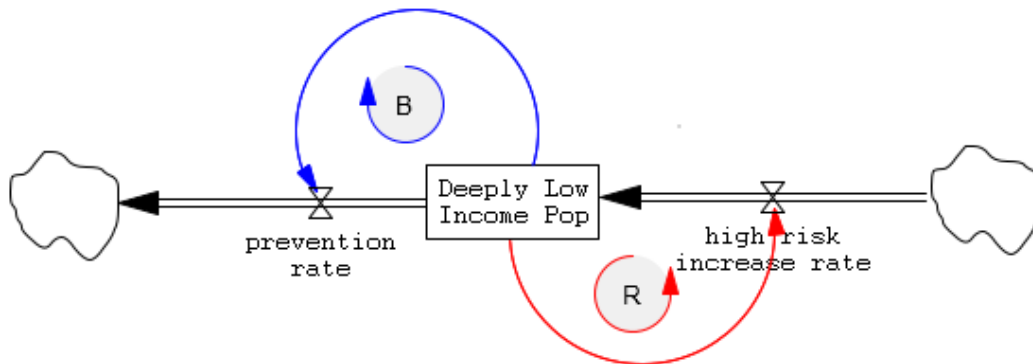 B
Deeply Low
Income Pop
prevention
rate
high risk
increase rate
R